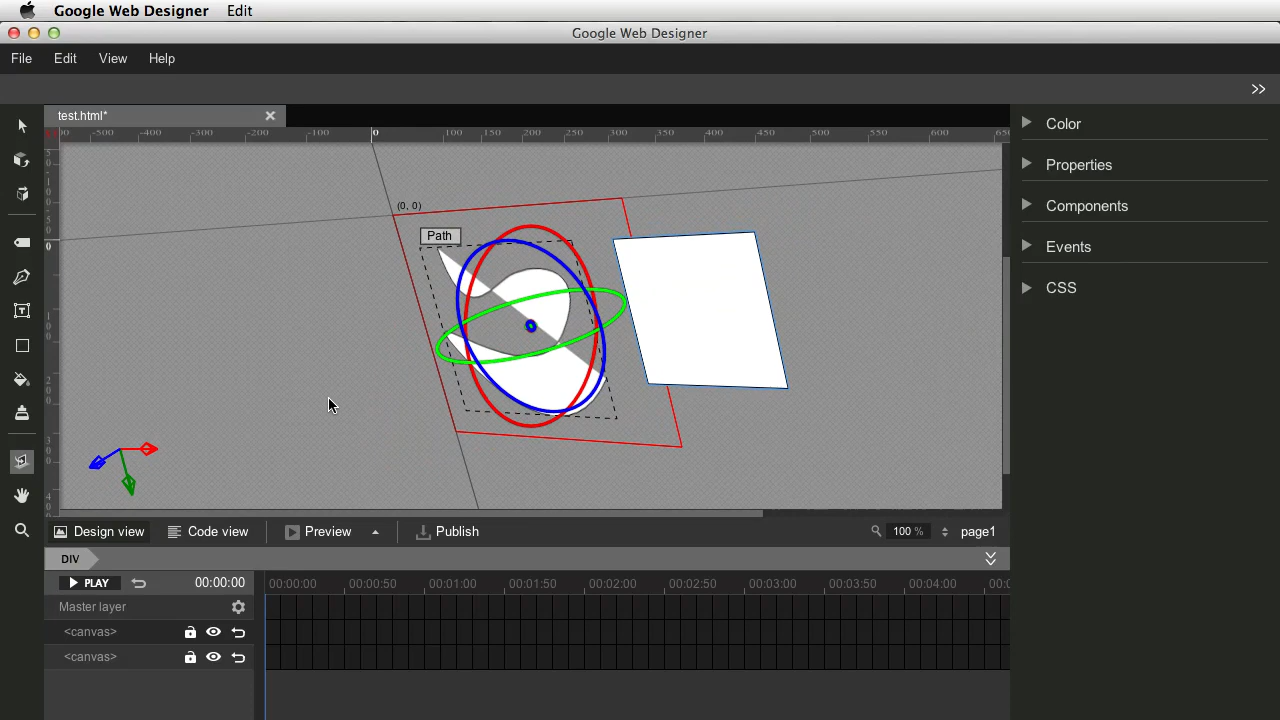 Google Web Designer Edit
Google Web Designer
File Edit View Help
test.html*
-500 -400 -300 -200 -100 0 100 150 200 250 300 350 400 450 500 550 600
(0, 0)
Path
Color
Properties
Components
Events
CSS
Design view Code view Preview Publish 100 % page1
DIV
PLAY 00:00:00 00:00:00 00:00:50 00:01:00 00:01:50 00:02:00 00:02:50 00:03:00 00:03:50 00:04:00
Master layer
<canvas>
<canvas>